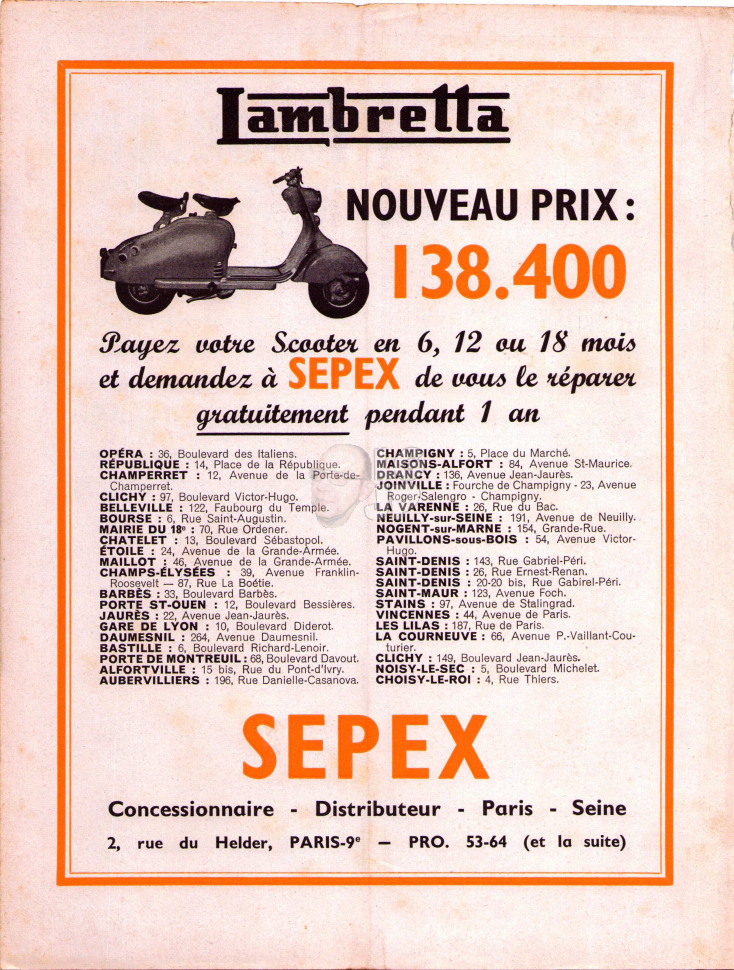 Lambretta
NOUVEAU PRIX :
138.400
Payez votre Scooter en 6, 12 ou 18 mois
et demandez à SEPEX de vous le réparer
gratuitement pendant 1 an
OPÉRA : 36, Boulevard des Italiens.
RÉPUBLIQUE : 14, Place de la République.
CHAMPERRET : 12, Avenue de la Porte-de-
Champerret.
CLICHY : 97, Boulevard Victor-Hugo.
BELLEVILLE : 122, Faubourg du Temple.
BOURSE : 6, Rue Saint-Augustin.
MAIRIE DU 18e : 70, Rue Ordener.
CHATELET : 13, Boulevard Sébastopol.
ÉTOILE : 24, Avenue de la Grande-Armée.
MAILLOT : 46, Avenue de la Grande-Armée.
CHAMPS-ÉLYSÉES : 39, Avenue Franklin-
Roosevelt — 87, Rue La Boétie.
BARBÈS : 33, Boulevard Barbès.
PORTE ST-OUEN : 12, Boulevard Bessières.
JAURÈS : 22, Avenue Jean-Jaurès.
GARE DE LYON : 10, Boulevard Diderot.
DAUMESNIL : 264, Avenue Daumesnil.
BASTILLE : 6, Boulevard Richard-Lenoir.
PORTE DE MONTREUIL : 68, Boulevard Davout.
ALFORTVILLE : 15 bis, Rue du Pont-d'Ivry.
AUBERVILLIERS : 196, Rue Danielle-Casanova.
CHAMPIGNY : 5, Place du Marché.
MAISONS-ALFORT : 84, Avenue St-Maurice.
DRANCY : 136, Avenue Jean-Jaurès.
JOINVILLE : Fourche de Champigny - 23, Avenue
Roger-Salengro - Champigny.
LA VARENNE : 26, Rue du Bac.
NEUILLY-sur-SEINE : 191, Avenue de Neuilly.
NOGENT-sur-MARNE : 154, Grande-Rue.
PAVILLONS-sous-BOIS : 54, Avenue Victor-
Hugo.
SAINT-DENIS : 143, Rue Gabriel-Péri.
SAINT-DENIS : 26, Rue Ernest-Renan.
SAINT-DENIS : 20-20 bis, Rue Gabirel-Péri.
SAINT-MAUR : 123, Avenue Foch.
STAINS : 97, Avenue de Stalingrad.
VINCENNES : 44, Avenue de Paris.
LES LILAS : 187, Rue de Paris.
LA COURNEUVE : 66, Avenue P.-Vaillant-Cou-
turier.
CLICHY : 149, Boulevard Jean-Jaurès.
NOISY-LE-SEC : 5, Boulevard Michelet.
CHOISY-LE-ROI : 4, Rue Thiers.
SEPEX
Concessionnaire - Distributeur - Paris - Seine
2, rue du Helder, PARIS-9e — PRO. 53-64 (et la suite)